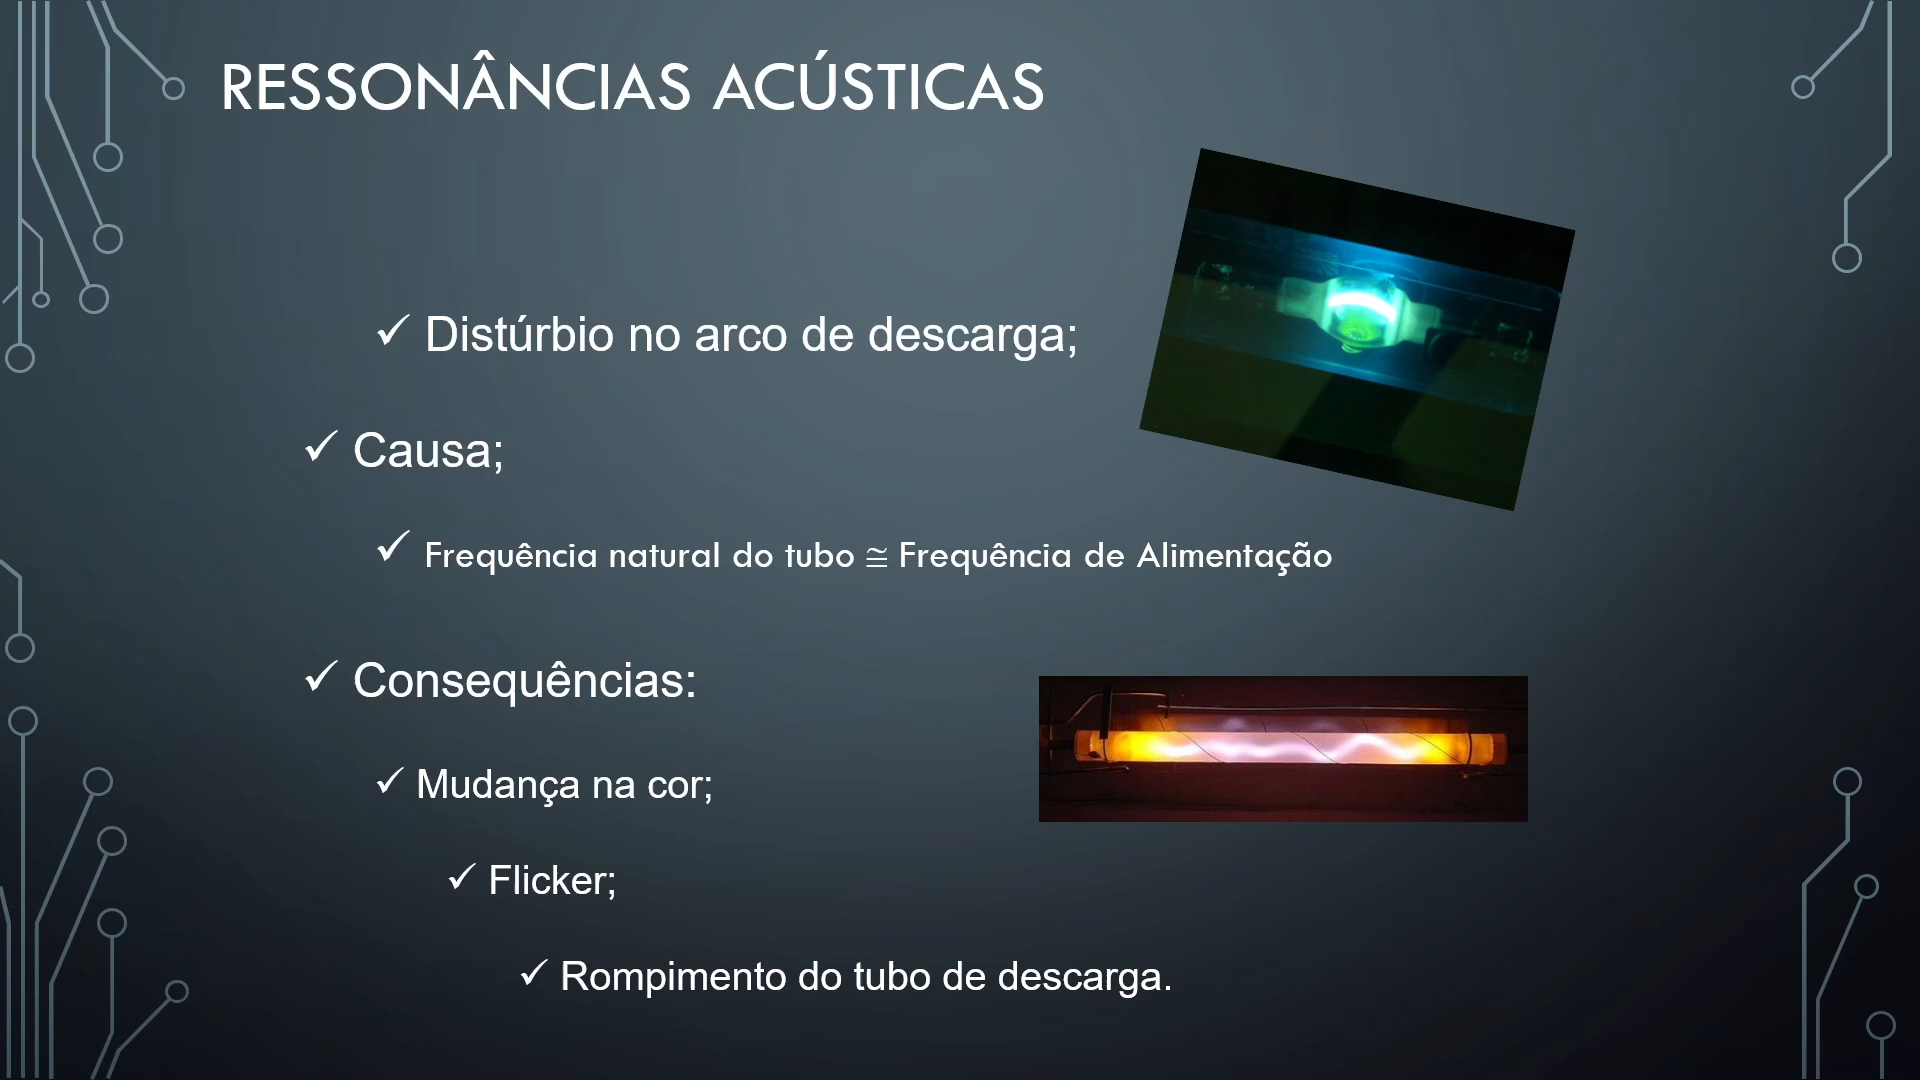 RESSONÂNCIAS ACÚSTICAS
✓ Distúrbio no arco de descarga;
✓ Causa;
✓ Frequência natural do tubo ≅ Frequência de Alimentação
✓ Consequências:
✓ Mudança na cor;
✓ Flicker;
✓ Rompimento do tubo de descarga.